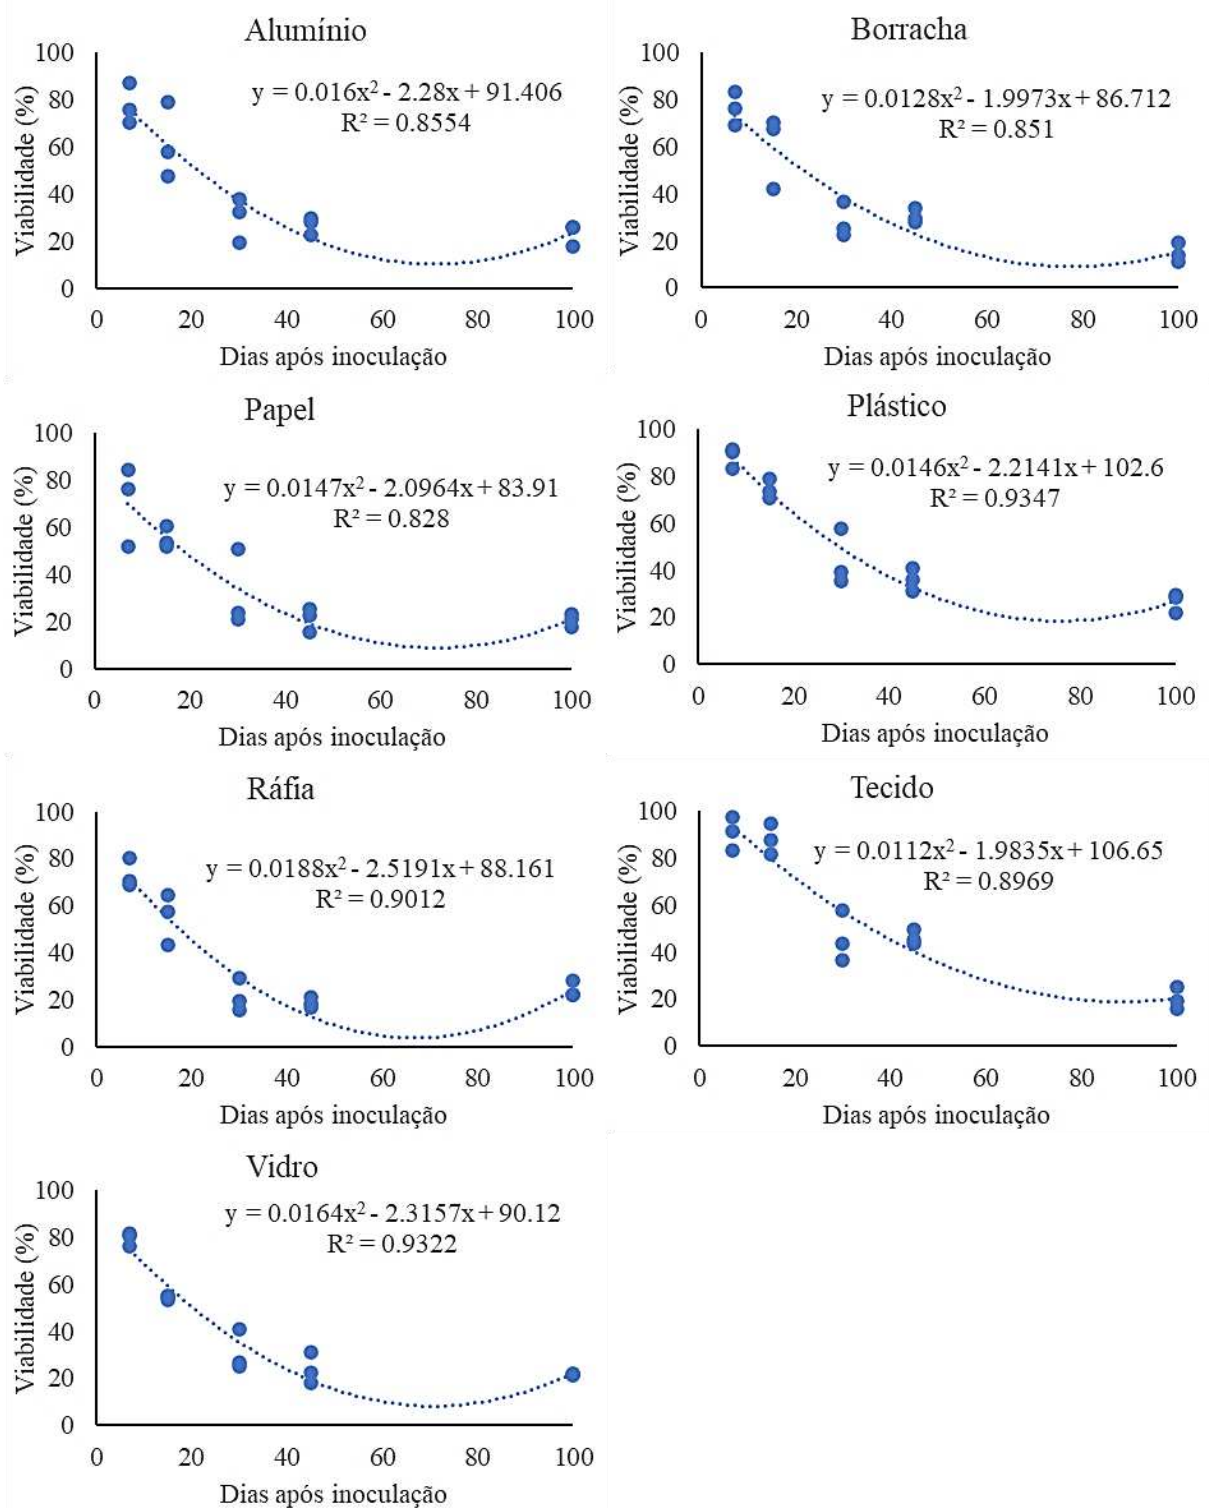 Alumínio
y = 0.016x² - 2.28x + 91.406
R² = 0.8554
Viabilidade (%)
100
80
60
40
20
0
0 20 40 60 80 100
Dias após inoculação
Borracha
y = 0.0128x² - 1.9973x + 86.712
R² = 0.851
Viabilidade (%)
100
80
60
40
20
0
0 20 40 60 80 100
Dias após inoculação
Papel
y = 0.0147x² - 2.0964x + 83.91
R² = 0.828
Viabilidade (%)
100
80
60
40
20
0
0 20 40 60 80 100
Dias após inoculação
Plástico
y = 0.0146x² - 2.2141x + 102.6
R² = 0.9347
Viabilidade (%)
100
80
60
40
20
0
0 20 40 60 80 100
Dias após inoculação
Ráfia
y = 0.0188x² - 2.5191x + 88.161
R² = 0.9012
Viabilidade (%)
100
80
60
40
20
0
0 20 40 60 80 100
Dias após inoculação
Tecido
y = 0.0112x² - 1.9835x + 106.65
R² = 0.8969
Viabilidade (%)
100
80
60
40
20
0
0 20 40 60 80 100
Dias após inoculação
Vidro
y = 0.0164x² - 2.3157x + 90.12
R² = 0.9322
Viabilidade (%)
100
80
60
40
20
0
0 20 40 60 80 100
Dias após inoculação